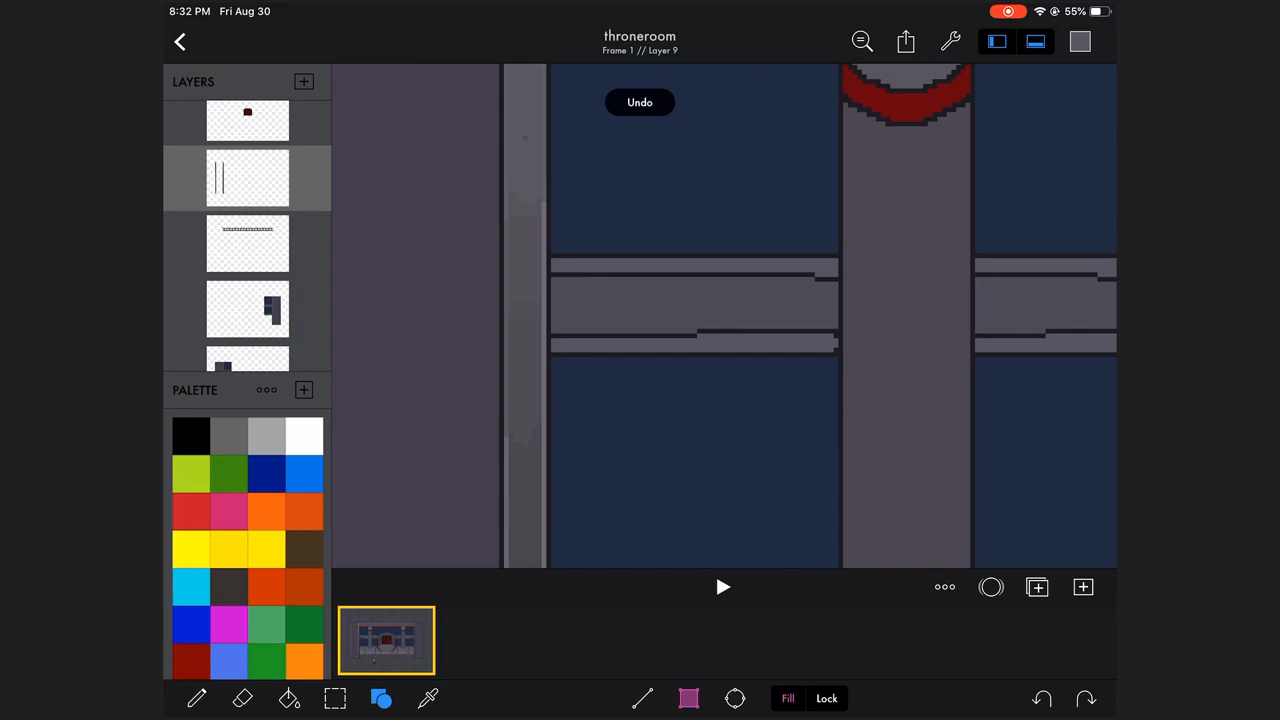 8:32 PM Fri Aug 30
55%
throneroom
Frame 1 // Layer 9
LAYERS
Undo
PALETTE
Fill
Lock